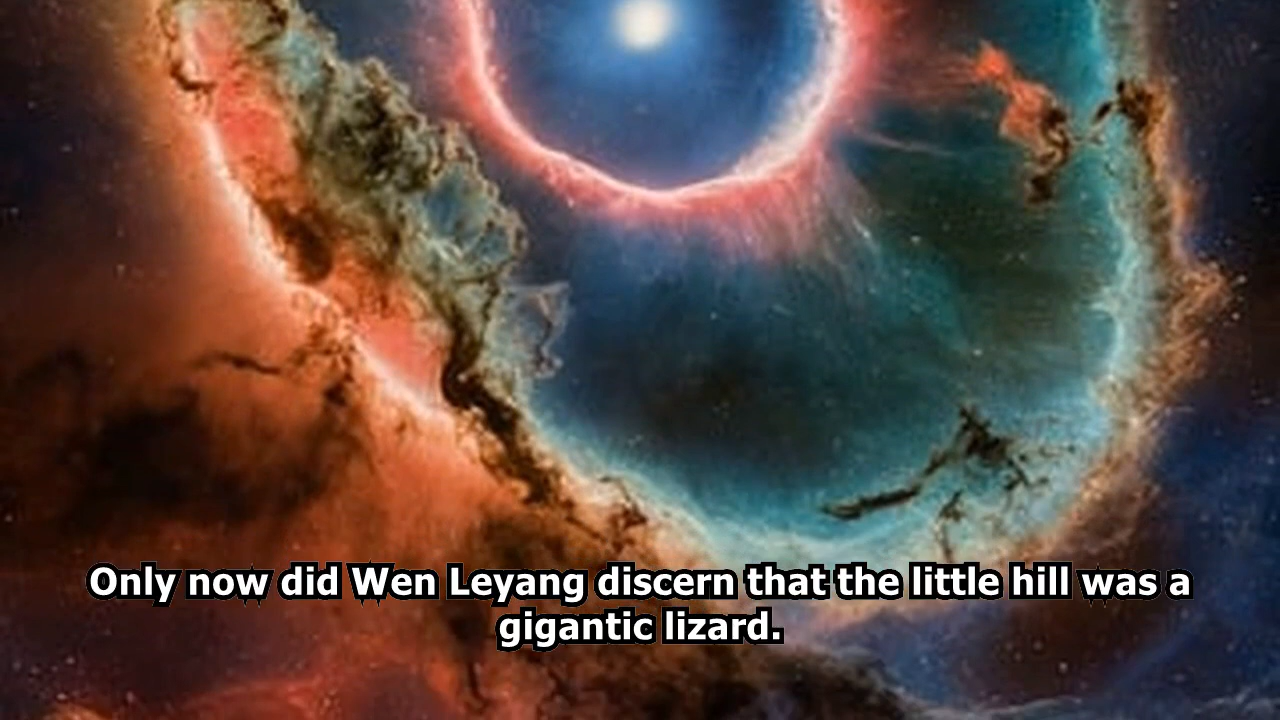 Only now did Wen Leyang discern that the little hill was a
gigantic lizard.